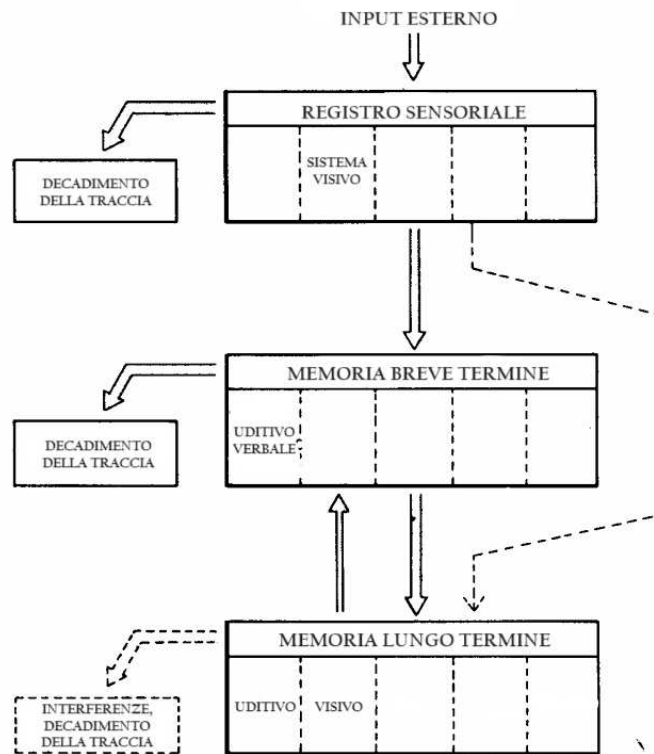 INPUT ESTERNO
REGISTRO SENSORIALE
SISTEMA
VISIVO
DECADIMENTO
DELLA TRACCIA
MEMORIA BREVE TERMINE
UDITIVO
VERBALE
DECADIMENTO
DELLA TRACCIA
MEMORIA LUNGO TERMINE
UDITIVO
VISIVO
INTERFERENZE,
DECADIMENTO
DELLA TRACCIA